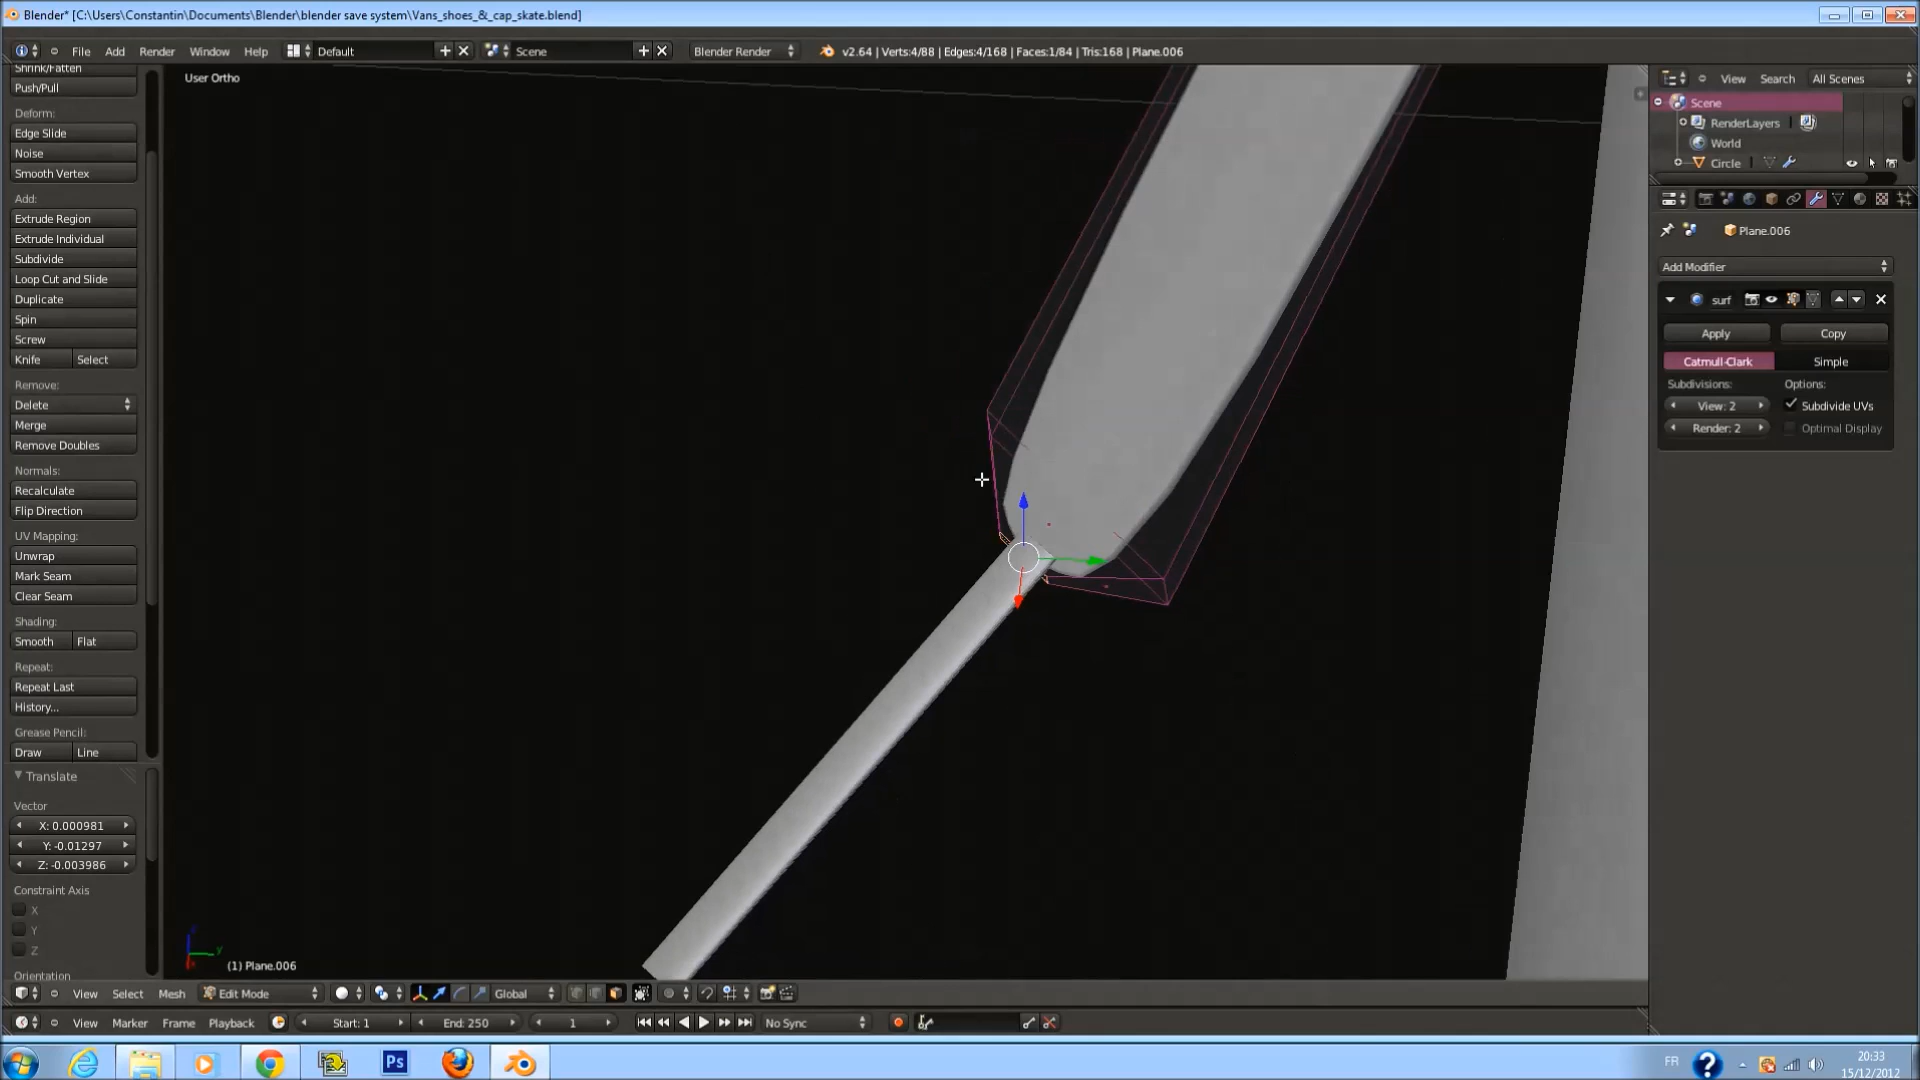 Blender* [C:\Users\Constantin\Documents\Blender\blender save system\Vans_shoes_&_cap_skate.blend]
File Add Render Window Help Default Scene Blender Render v2.64 | Verts:4/88 | Edges:4/168 | Faces:1/84 | Tris:168 | Plane.006
Shrink/Fatten
Push/Pull
Deform:
Edge Slide
Noise
Smooth Vertex
Add:
Extrude Region
Extrude Individual
Subdivide
Loop Cut and Slide
Duplicate
Spin
Screw
Knife Select
Remove:
Delete
Merge
Remove Doubles
Normals:
Recalculate
Flip Direction
UV Mapping:
Unwrap
Mark Seam
Clear Seam
Shading:
Smooth Flat
Repeat:
Repeat Last
History...
Grease Pencil:
Draw Line
Translate
Vector
X: 0.000981
Y: -0.01297
Z: -0.003986
Constraint Axis
X
Y
Z
Orientation
User Ortho
(1) Plane.006
View Search All Scenes
Scene
RenderLayers
World
Circle
Plane.006
Add Modifier
surf
Apply Copy
Catmull-Clark Simple
Subdivisions: Options:
View: 2 Subdivide UVs
Render: 2 Optimal Display
View Select Mesh Edit Mode Global
View Marker Frame Playback Start: 1 End: 250 1 No Sync
Ps
FR
20:33
15/12/2012